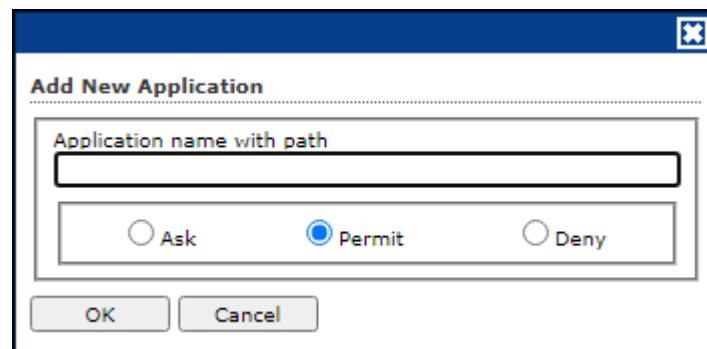 Add New Application
Application name with path
Ask Permit Deny
OK Cancel